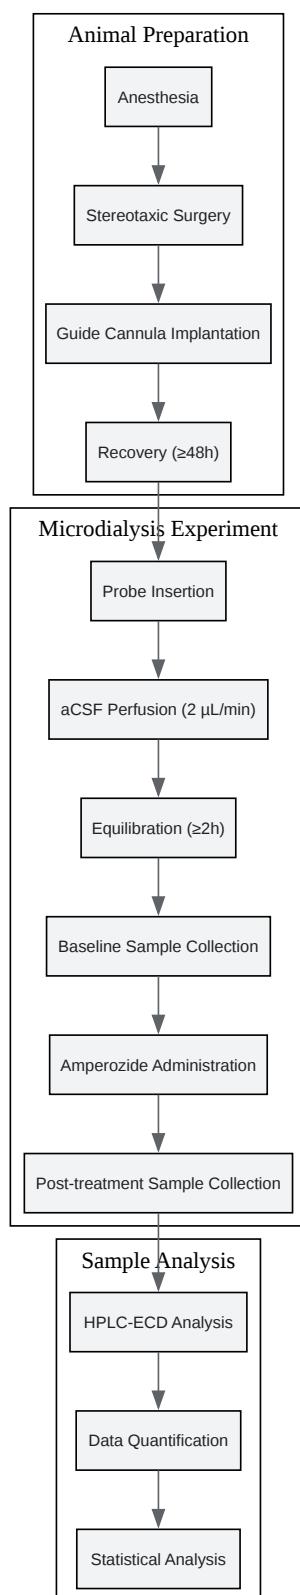 Animal Preparation
Anesthesia
Stereotaxic Surgery
Guide Cannula Implantation
Recovery (≥48h)
Microdialysis Experiment
Probe Insertion
aCSF Perfusion (2 µL/min)
Equilibration (≥2h)
Baseline Sample Collection
Amperozide Administration
Post-treatment Sample Collection
Sample Analysis
HPLC-ECD Analysis
Data Quantification
Statistical Analysis